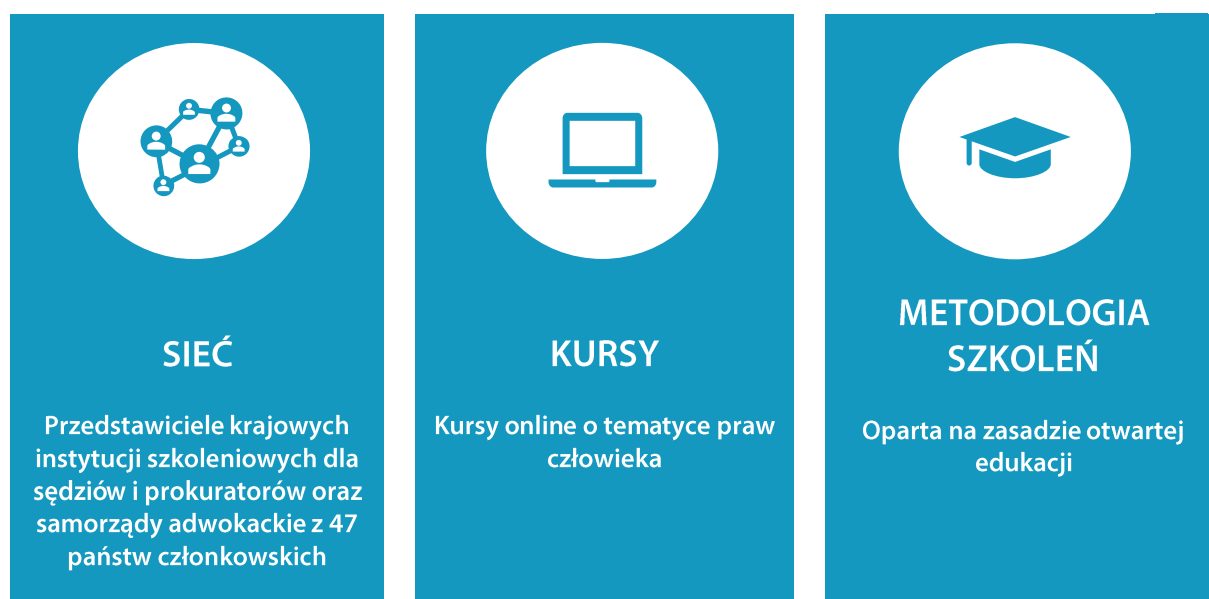 SIEĆ
Przedstawiciele krajowych
instytucji szkoleniowych dla
sędziów i prokuratorów oraz
samorządy adwokackie z 47
państw członkowskich
KURSY
Kursy online o tematyce praw
człowieka
METODOLOGIA
SZKOLEŃ
Oparta na zasadzie otwartej
edukacji